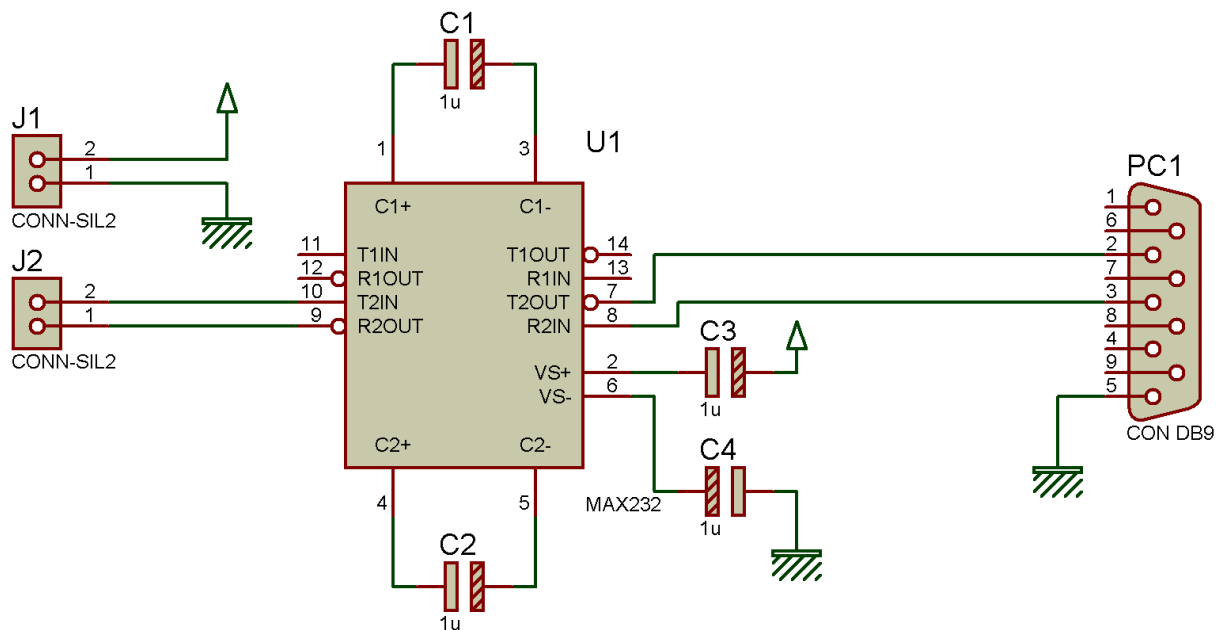 C1
1u
J1
2
1
CONN-SIL2
J2
2
1
CONN-SIL2
1
3
U1
C1+
C1-
11
T1IN
T1OUT
14
12
R1OUT
R1IN
13
10
T2IN
T2OUT
7
9
R2OUT
R2IN
8
VS+
2
VS-
6
C2+
C2-
4
5
MAX232
C3
1u
C4
1u
C2
1u
PC1
1
6
2
7
3
8
4
9
5
CON DB9